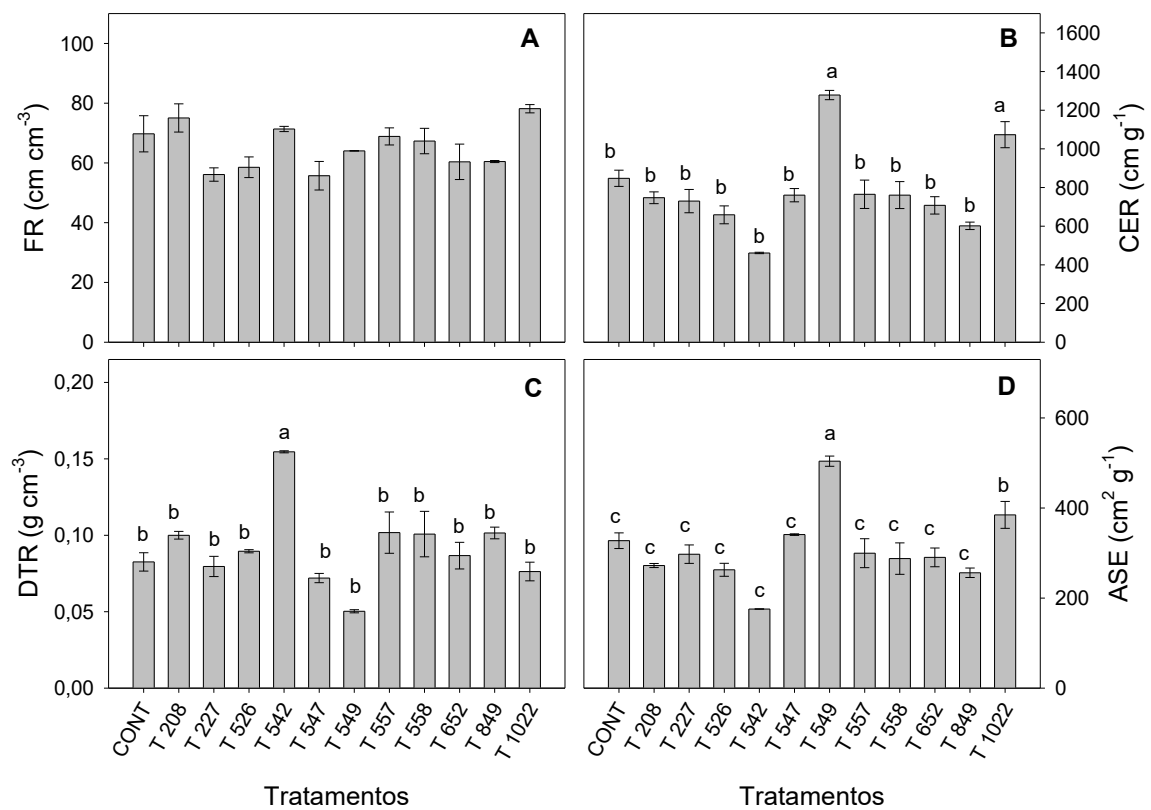 A
FR (cm cm-3)
100
80
60
40
20
0
B
CER (cm g-1)
1600
1400
1200
1000
800
600
400
200
0
b b b b b b a b b b b a
C
DTR (g cm-3)
0,20
0,15
0,10
0,05
0,00
b b b b a b b b b b b b
CONT T 208 T 227 T 526 T 542 T 547 T 549 T 557 T 558 T 652 T 849 T 1022
Tratamentos
D
ASE (cm2 g-1)
600
400
200
0
c c c c c c a c c c c b
CONT T 208 T 227 T 526 T 542 T 547 T 549 T 557 T 558 T 652 T 849 T 1022
Tratamentos